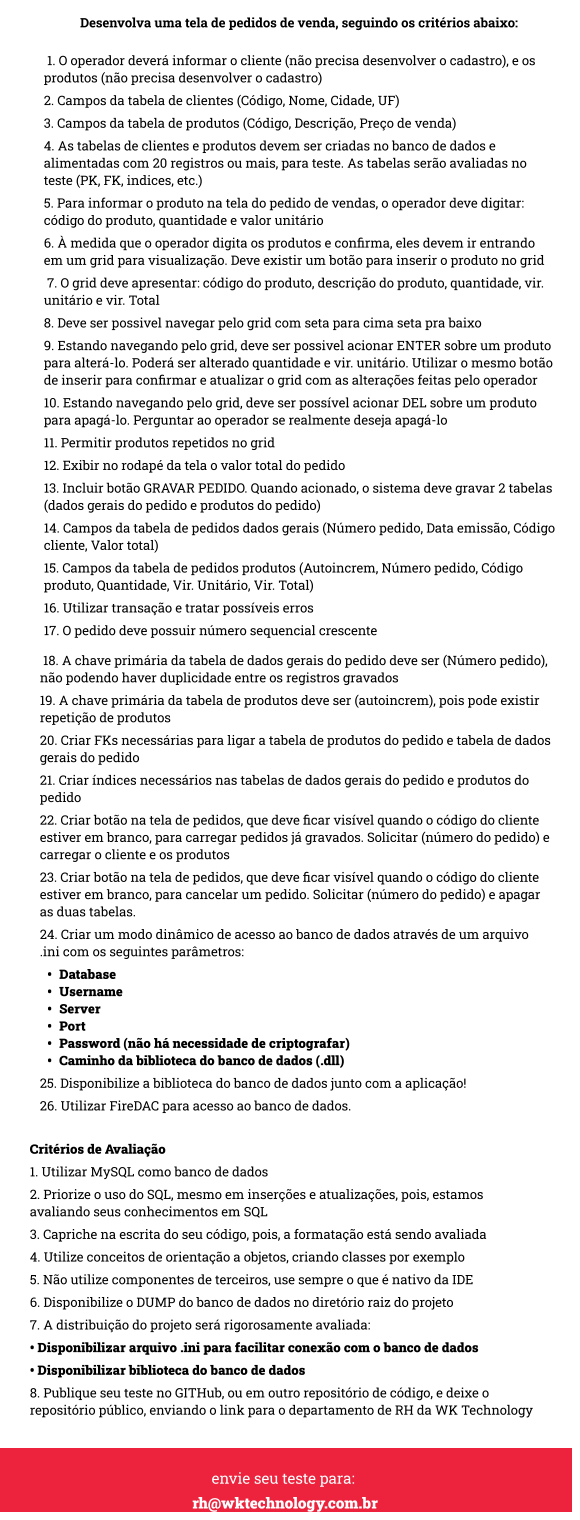 Desenvolva uma tela de pedidos de venda, seguindo os critérios abaixo:
1. O operador deverá informar o cliente (não precisa desenvolver o cadastro), e os
produtos (não precisa desenvolver o cadastro)
2. Campos da tabela de clientes (Código, Nome, Cidade, UF)
3. Campos da tabela de produtos (Código, Descrição, Preço de venda)
4. As tabelas de clientes e produtos devem ser criadas no banco de dados e
alimentadas com 20 registros ou mais, para teste. As tabelas serão avaliadas no
teste (PK, FK, indices, etc.)
5. Para informar o produto na tela do pedido de vendas, o operador deve digitar:
código do produto, quantidade e valor unitário
6. À medida que o operador digita os produtos e confirma, eles devem ir entrando
em um grid para visualização. Deve existir um botão para inserir o produto no grid
7. O grid deve apresentar: código do produto, descrição do produto, quantidade, vir.
unitário e vir. Total
8. Deve ser possivel navegar pelo grid com seta para cima seta pra baixo
9. Estando navegando pelo grid, deve ser possivel acionar ENTER sobre um produto
para alterá-lo. Poderá ser alterado quantidade e vir. unitário. Utilizar o mesmo botão
de inserir para confirmar e atualizar o grid com as alterações feitas pelo operador
10. Estando navegando pelo grid, deve ser possível acionar DEL sobre um produto
para apagá-lo. Perguntar ao operador se realmente deseja apagá-lo
11. Permitir produtos repetidos no grid
12. Exibir no rodapé da tela o valor total do pedido
13. Incluir botão GRAVAR PEDIDO. Quando acionado, o sistema deve gravar 2 tabelas
(dados gerais do pedido e produtos do pedido)
14. Campos da tabela de pedidos dados gerais (Número pedido, Data emissão, Código
cliente, Valor total)
15. Campos da tabela de pedidos produtos (Autoincrem, Número pedido, Código
produto, Quantidade, Vir. Unitário, Vir. Total)
16. Utilizar transação e tratar possíveis erros
17. O pedido deve possuir número sequencial crescente
18. A chave primária da tabela de dados gerais do pedido deve ser (Número pedido),
não podendo haver duplicidade entre os registros gravados
19. A chave primária da tabela de produtos deve ser (autoincrem), pois pode existir
repetição de produtos
20. Criar FKs necessárias para ligar a tabela de produtos do pedido e tabela de dados
gerais do pedido
21. Criar índices necessários nas tabelas de dados gerais do pedido e produtos do
pedido
22. Criar botão na tela de pedidos, que deve ficar visível quando o código do cliente
estiver em branco, para carregar pedidos já gravados. Solicitar (número do pedido) e
carregar o cliente e os produtos
23. Criar botão na tela de pedidos, que deve ficar visível quando o código do cliente
estiver em branco, para cancelar um pedido. Solicitar (número do pedido) e apagar
as duas tabelas.
24. Criar um modo dinâmico de acesso ao banco de dados através de um arquivo
.ini com os seguintes parâmetros:
• Database
• Username
• Server
• Port
• Password (não há necessidade de criptografar)
• Caminho da biblioteca do banco de dados (.dll)
25. Disponibilize a biblioteca do banco de dados junto com a aplicação!
26. Utilizar FireDAC para acesso ao banco de dados.
Critérios de Avaliação
1. Utilizar MySQL como banco de dados
2. Priorize o uso do SQL, mesmo em inserções e atualizações, pois, estamos
avaliando seus conhecimentos em SQL
3. Capriche na escrita do seu código, pois, a formatação está sendo avaliada
4. Utilize conceitos de orientação a objetos, criando classes por exemplo
5. Não utilize componentes de terceiros, use sempre o que é nativo da IDE
6. Disponibilize o DUMP do banco de dados no diretório raiz do projeto
7. A distribuição do projeto será rigorosamente avaliada:
• Disponibilizar arquivo .ini para facilitar conexão com o banco de dados
• Disponibilizar biblioteca do banco de dados
8. Publique seu teste no GITHub, ou em outro repositório de código, e deixe o
repositório público, enviando o link para o departamento de RH da WK Technology
envie seu teste para:
rh@wktechnology.com.br